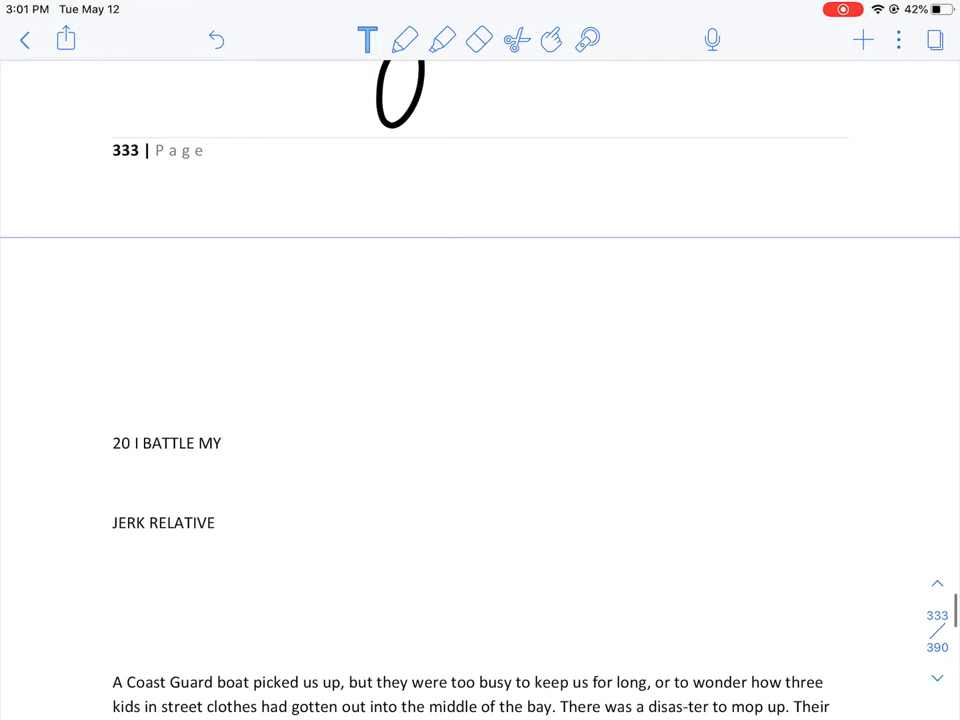 3:01 PM Tue May 12
42%
T
333 | Page
20 I BATTLE MY
JERK RELATIVE
333
390
A Coast Guard boat picked us up, but they were too busy to keep us for long, or to wonder how three
kids in street clothes had gotten out into the middle of the bay. There was a disas-ter to mop up. Their